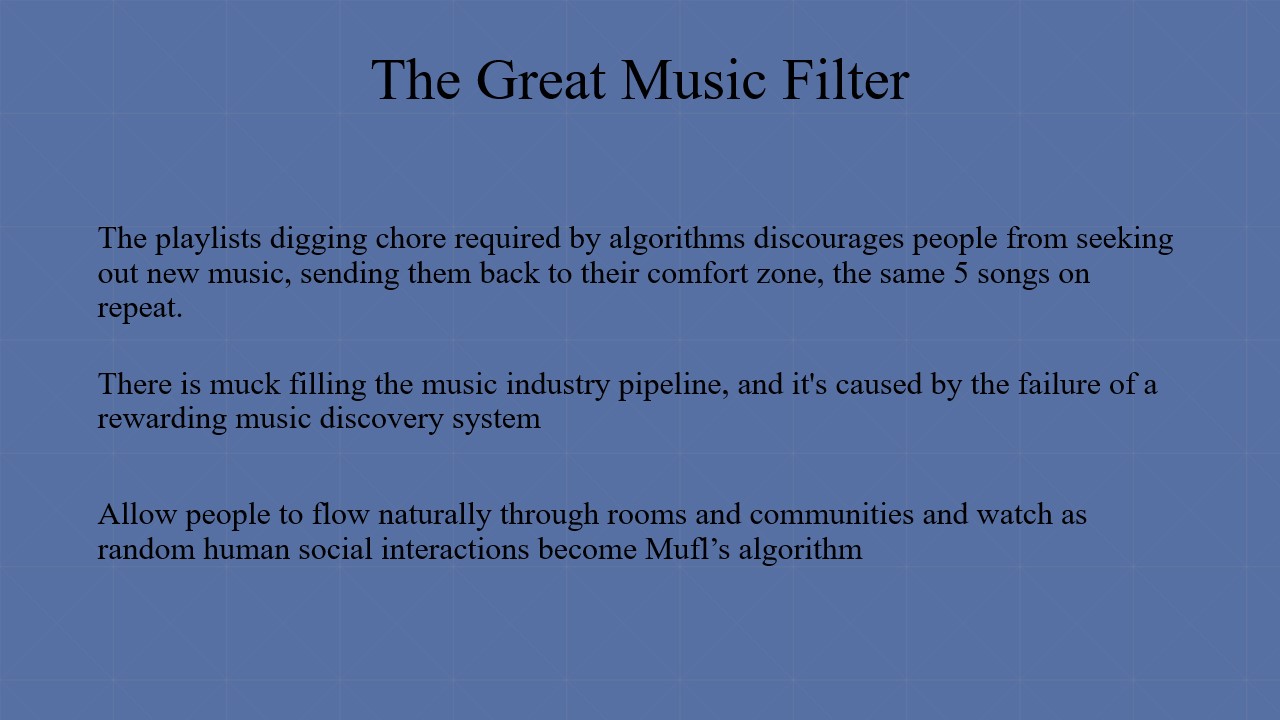 The Great Music Filter
The playlists digging chore required by algorithms discourages people from seeking
out new music, sending them back to their comfort zone, the same 5 songs on
repeat.
There is muck filling the music industry pipeline, and it's caused by the failure of a
rewarding music discovery system
Allow people to flow naturally through rooms and communities and watch as
random human social interactions become Mufl’s algorithm